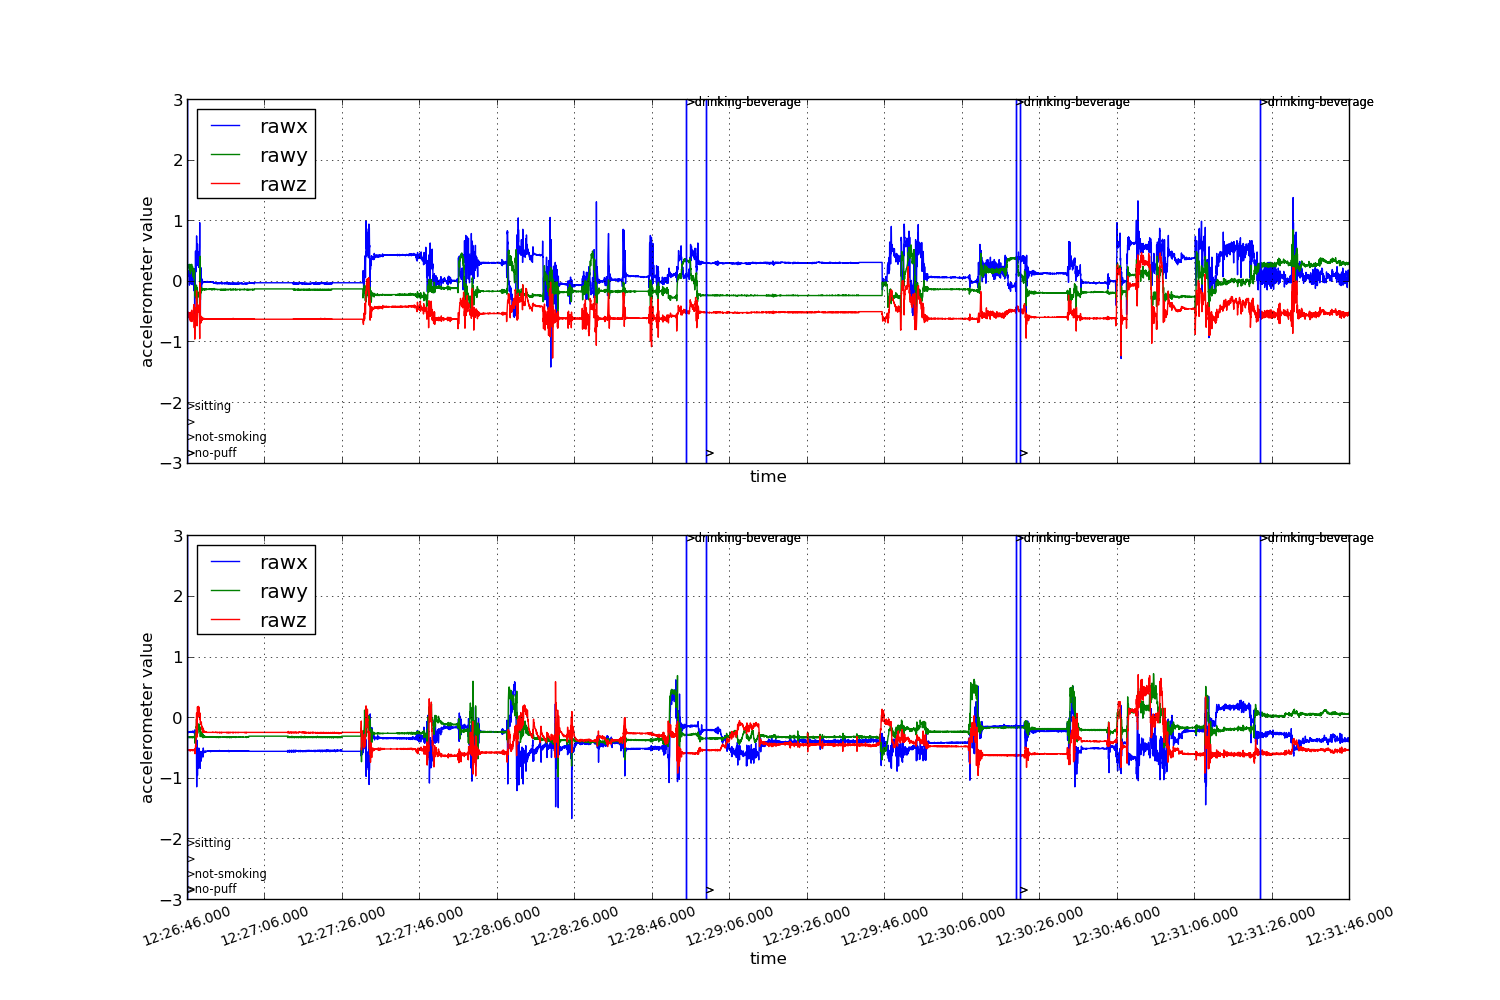 >drinking-beverage >drinking-beverage >drinking-beverage
3
rawx
rawy
rawz
2
1
0
−1
−2
−3
accelerometer value
>sitting
>
>not-smoking
>no-puff > >
time
>drinking-beverage >drinking-beverage >drinking-beverage
3
rawx
rawy
rawz
2
1
0
−1
−2
−3
accelerometer value
>sitting
>
>not-smoking
>no-puff > >
12:26:46.000 12:27:06.000 12:27:26.000 12:27:46.000 12:28:06.000 12:28:26.000 12:28:46.000 12:29:06.000 12:29:26.000 12:29:46.000 12:30:06.000 12:30:26.000 12:30:46.000 12:31:06.000 12:31:26.000 12:31:46.000
time